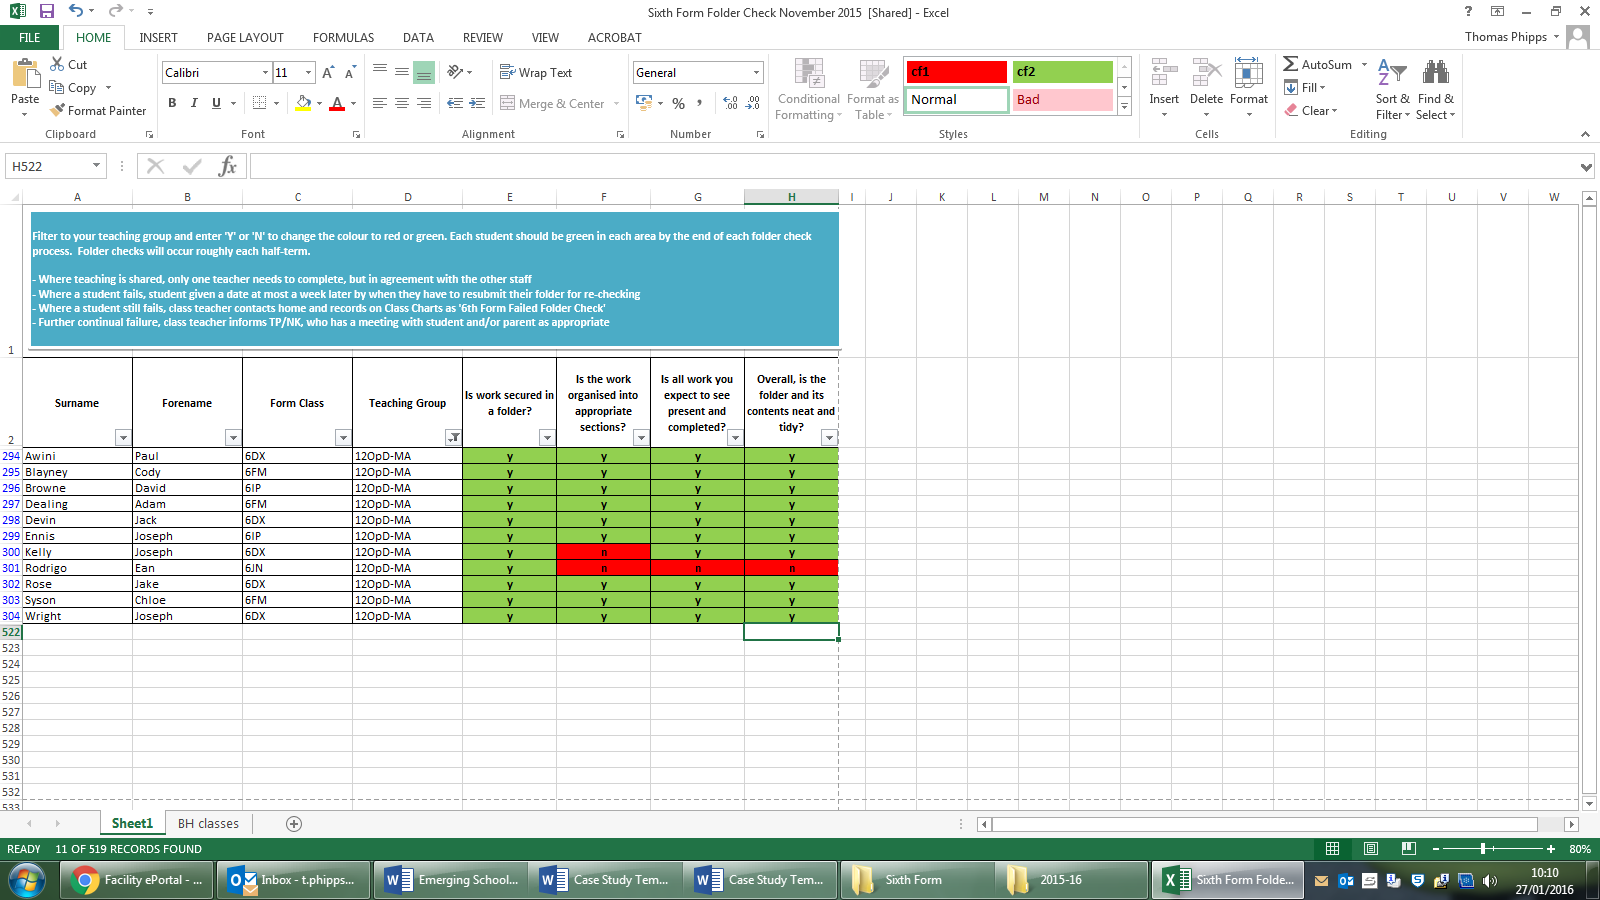 Sixth Form Folder Check November 2015 [Shared] - Excel
FILE HOME INSERT PAGE LAYOUT FORMULAS DATA REVIEW VIEW ACROBAT
Thomas Phipps
Paste
Cut
Copy
Format Painter
Clipboard
Calibri 11
B I U
Font
Wrap Text
Merge & Center
Alignment
General
Number
Conditional Formatting
Format as Table
cf1 cf2
Normal Bad
Styles
Insert Delete Format
Cells
AutoSum
Fill
Clear
Sort & Filter
Find & Select
Editing
H522
fx
A B C D E F G H I J K L M N O P Q R S T U V W
Filter to your teaching group and enter 'Y' or 'N' to change the colour to red or green. Each student should be green in each area by the end of each folder check
process. Folder checks will occur roughly each half-term.
- Where teaching is shared, only one teacher needs to complete, but in agreement with the other staff
- Where a student fails, student given a date at most a week later by when they have to resubmit their folder for re-checking
- Where a student still fails, class teacher contacts home and records on Class Charts as '6th Form Failed Folder Check'
- Further continual failure, class teacher informs TP/NK, who has a meeting with student and/or parent as appropriate
1
2 Surname Forename Form Class Teaching Group Is work secured in a folder? Is the work organised into appropriate sections? Is all work you expect to see present and completed? Overall, is the folder and its contents neat and tidy?
294 Awini Paul 6DX 12OpD-MA y y y y
295 Blayney Cody 6FM 12OpD-MA y y y y
296 Browne David 6IP 12OpD-MA y y y y
297 Dealing Adam 6FM 12OpD-MA y y y y
298 Devin Jack 6DX 12OpD-MA y y y y
299 Ennis Joseph 6IP 12OpD-MA y y y y
300 Kelly Joseph 6DX 12OpD-MA y n y y
301 Rodrigo Ean 6JN 12OpD-MA y n n n
302 Rose Jake 6DX 12OpD-MA y y y y
303 Syson Chloe 6FM 12OpD-MA y y y y
304 Wright Joseph 6DX 12OpD-MA y y y y
522
523
524
525
526
527
528
529
530
531
532
533
Sheet1 BH classes
READY 11 OF 519 RECORDS FOUND
80%
Facility ePortal - ... Inbox - t.phipps... Emerging School... Case Study Tem... Case Study Tem... Sixth Form 2015-16 Sixth Form Folde...
10:10
27/01/2016